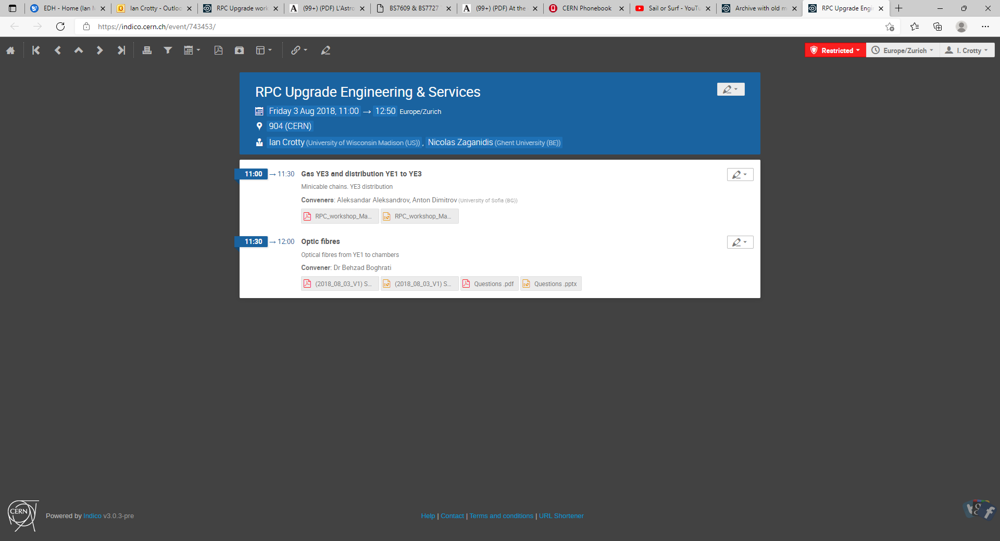 EDH - Home (Ian M
Ian Crotty - Outloo
RPC Upgrade work
(99+) (PDF) L'Astro
BS7609 & BS7727
(99+) (PDF) At the
CERN Phonebook
Sail or Surf - YouTu
Archive with old m
RPC Upgrade Engi
https://indico.cern.ch/event/743453/
Restricted
Europe/Zurich
I. Crotty
RPC Upgrade Engineering & Services
Friday 3 Aug 2018, 11:00 → 12:50 Europe/Zurich
904 (CERN)
Ian Crotty (University of Wisconsin Madison (US)) , Nicolas Zaganidis (Ghent University (BE))
11:00 → 11:30 Gas YE3 and distribution YE1 to YE3
Minicable chains. YE3 distribution
Conveners: Aleksandar Aleksandrov, Anton Dimitrov (University of Sofia (BG))
RPC_workshop_Ma... RPC_workshop_Ma...
11:30 → 12:00 Optic fibres
Optical fibres from YE1 to chambers
Convener: Dr Behzad Boghrati
(2018_08_03_V1) S... (2018_08_03_V1) S... Questions .pdf Questions .pptx
CERN
Powered by Indico v3.0.3-pre
Help | Contact | Terms and conditions | URL Shortener